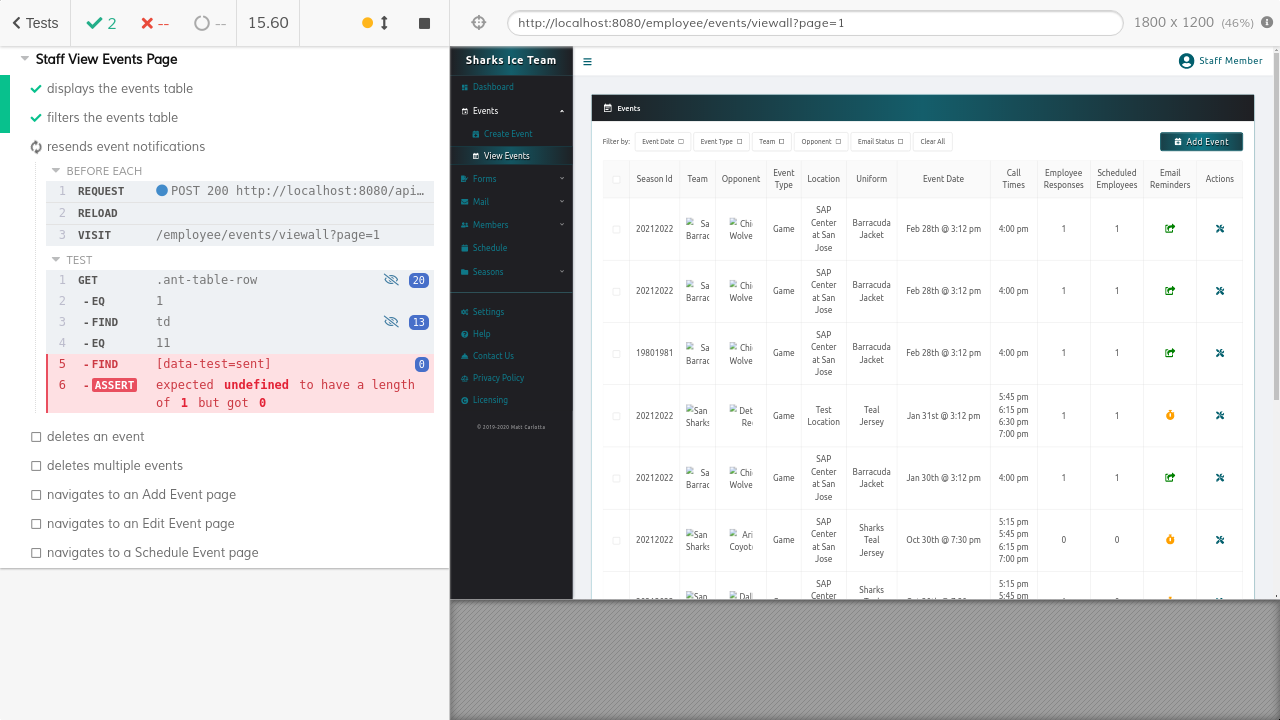 Tests
2
--
--
15.60
http://localhost:8080/employee/events/viewall?page=1
1800 x 1200 (46%)
Staff View Events Page
displays the events table
filters the events table
resends event notifications
BEFORE EACH
1 REQUEST POST 200 http://localhost:8080/api…
2 RELOAD
3 VISIT /employee/events/viewall?page=1
TEST
1 GET .ant-table-row 20
2 - EQ 1
3 - FIND td 13
4 - EQ 11
5 - FIND [data-test=sent] 0
6 - ASSERT expected undefined to have a length
of 1 but got 0
deletes an event
deletes multiple events
navigates to an Add Event page
navigates to an Edit Event page
navigates to a Schedule Event page
Sharks Ice Team
Dashboard
Events
Create Event
View Events
Forms
Mail
Members
Schedule
Seasons
Settings
Help
Contact Us
Privacy Policy
Licensing
© 2019-2020 Matt Carlotta
Staff Member
Events
Filter by: Event Date Event Type Team Opponent Email Status Clear All
Add Event
Season Id Team Opponent Event Type Location Uniform Event Date Call Times Employee Responses Scheduled Employees Email Reminders Actions
20212022 Sa Barrac Chi Wolve Game SAP Center at San Jose Barracuda Jacket Feb 28th @ 3:12 pm 4:00 pm 1 1
20212022 Sa Barrac Chi Wolve Game SAP Center at San Jose Barracuda Jacket Feb 28th @ 3:12 pm 4:00 pm 1 1
19801981 Sa Barrac Chi Wolve Game SAP Center at San Jose Barracuda Jacket Feb 28th @ 3:12 pm 4:00 pm 1 1
20212022 San Sharks Det Re Game Test Location Teal Jersey Jan 31st @ 3:12 pm 5:45 pm 6:15 pm 6:30 pm 7:00 pm 1 1
20212022 Sa Barrac Chi Wolve Game SAP Center at San Jose Barracuda Jacket Jan 30th @ 3:12 pm 4:00 pm 1 1
20212022 San Sharks Ari Coyot Game SAP Center at San Jose Sharks Teal Jersey Oct 30th @ 7:30 pm 5:15 pm 5:45 pm 6:15 pm 7:00 pm 0 0
San Dal SAP Center Sharks 5:15 pm 5:45 pm